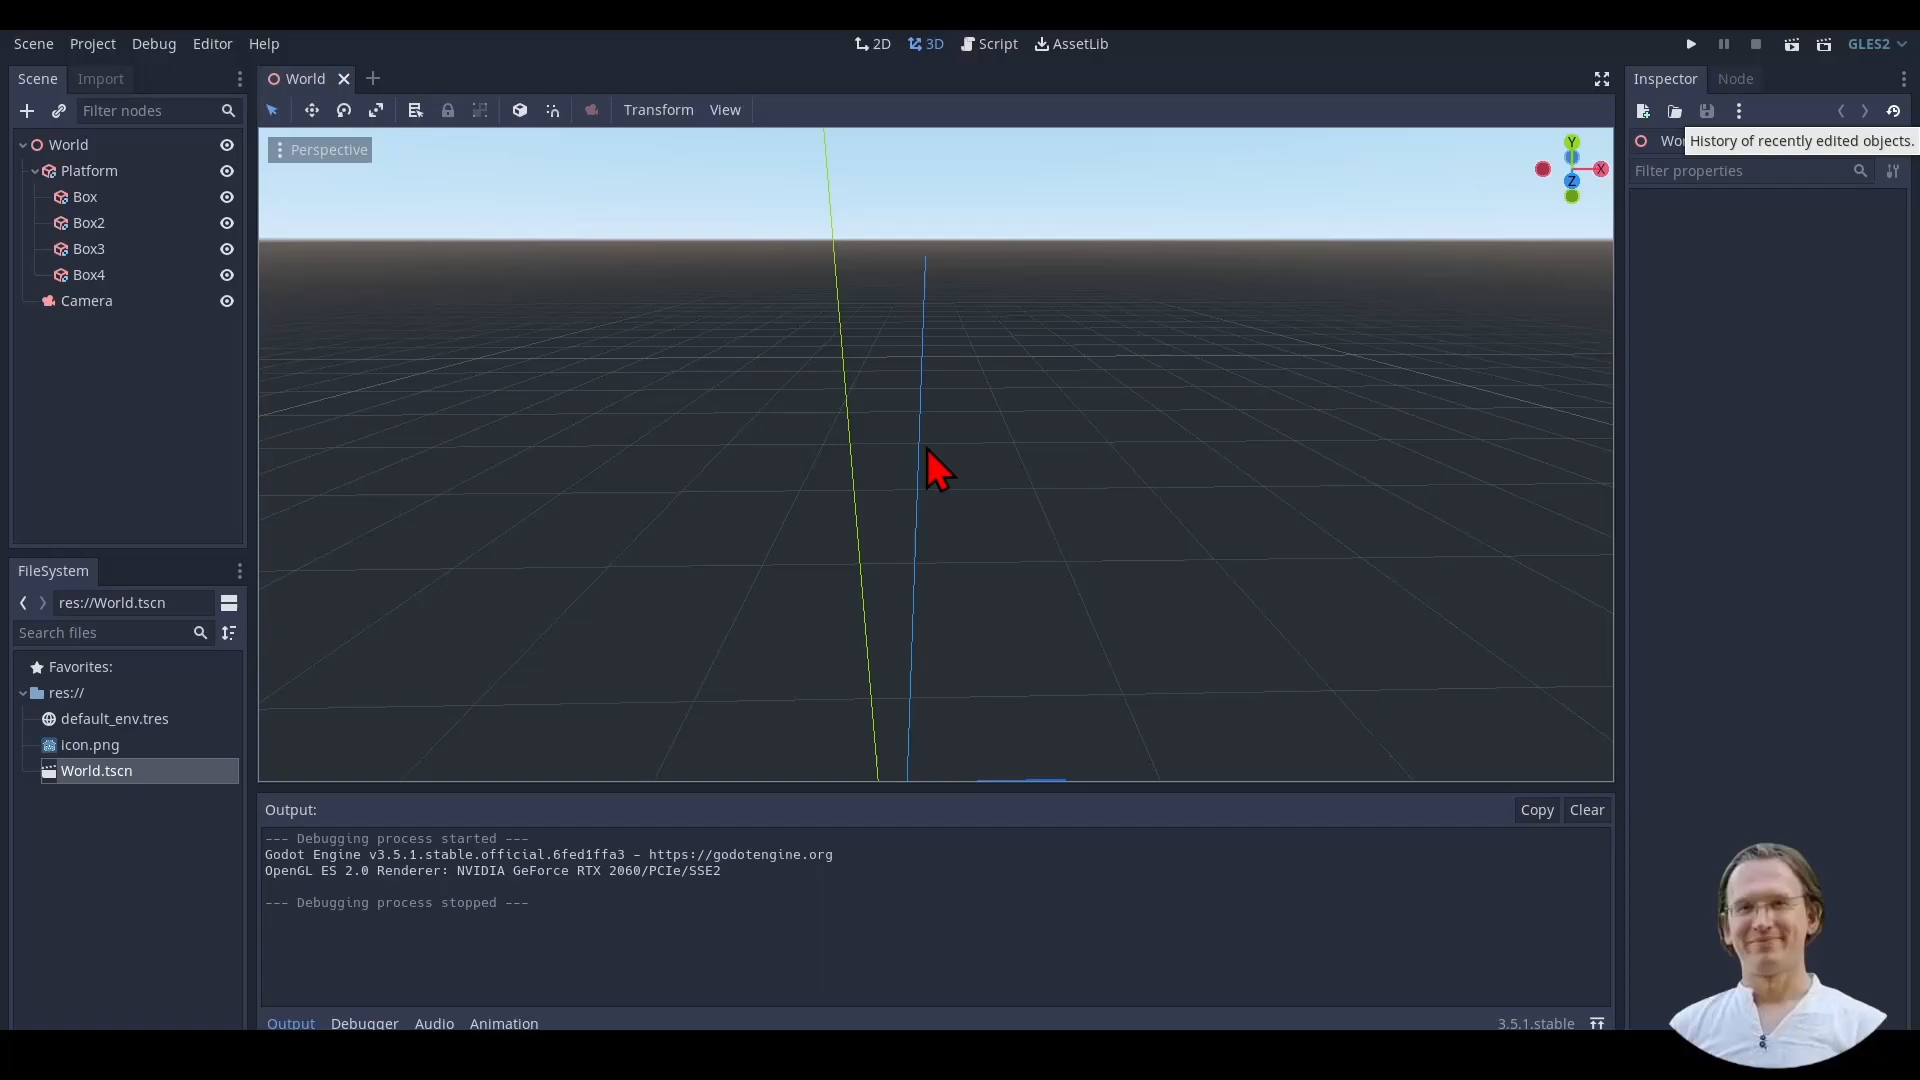 Scene Project Debug Editor Help
2D 3D Script AssetLib
GLES2
Scene Import
World
Inspector Node
Filter nodes
Transform View
World
Platform
Box
Box2
Box3
Box4
Camera
Perspective
Y
X
Z
Wor
History of recently edited objects.
Filter properties
FileSystem
res://World.tscn
Search files
Favorites:
res://
default_env.tres
icon.png
World.tscn
Output:
Copy Clear
--- Debugging process started ---
Godot Engine v3.5.1.stable.official.6fed1ffa3 - https://godotengine.org
OpenGL ES 2.0 Renderer: NVIDIA GeForce RTX 2060/PCIe/SSE2
--- Debugging process stopped ---
Output Debugger Audio Animation
3.5.1.stable